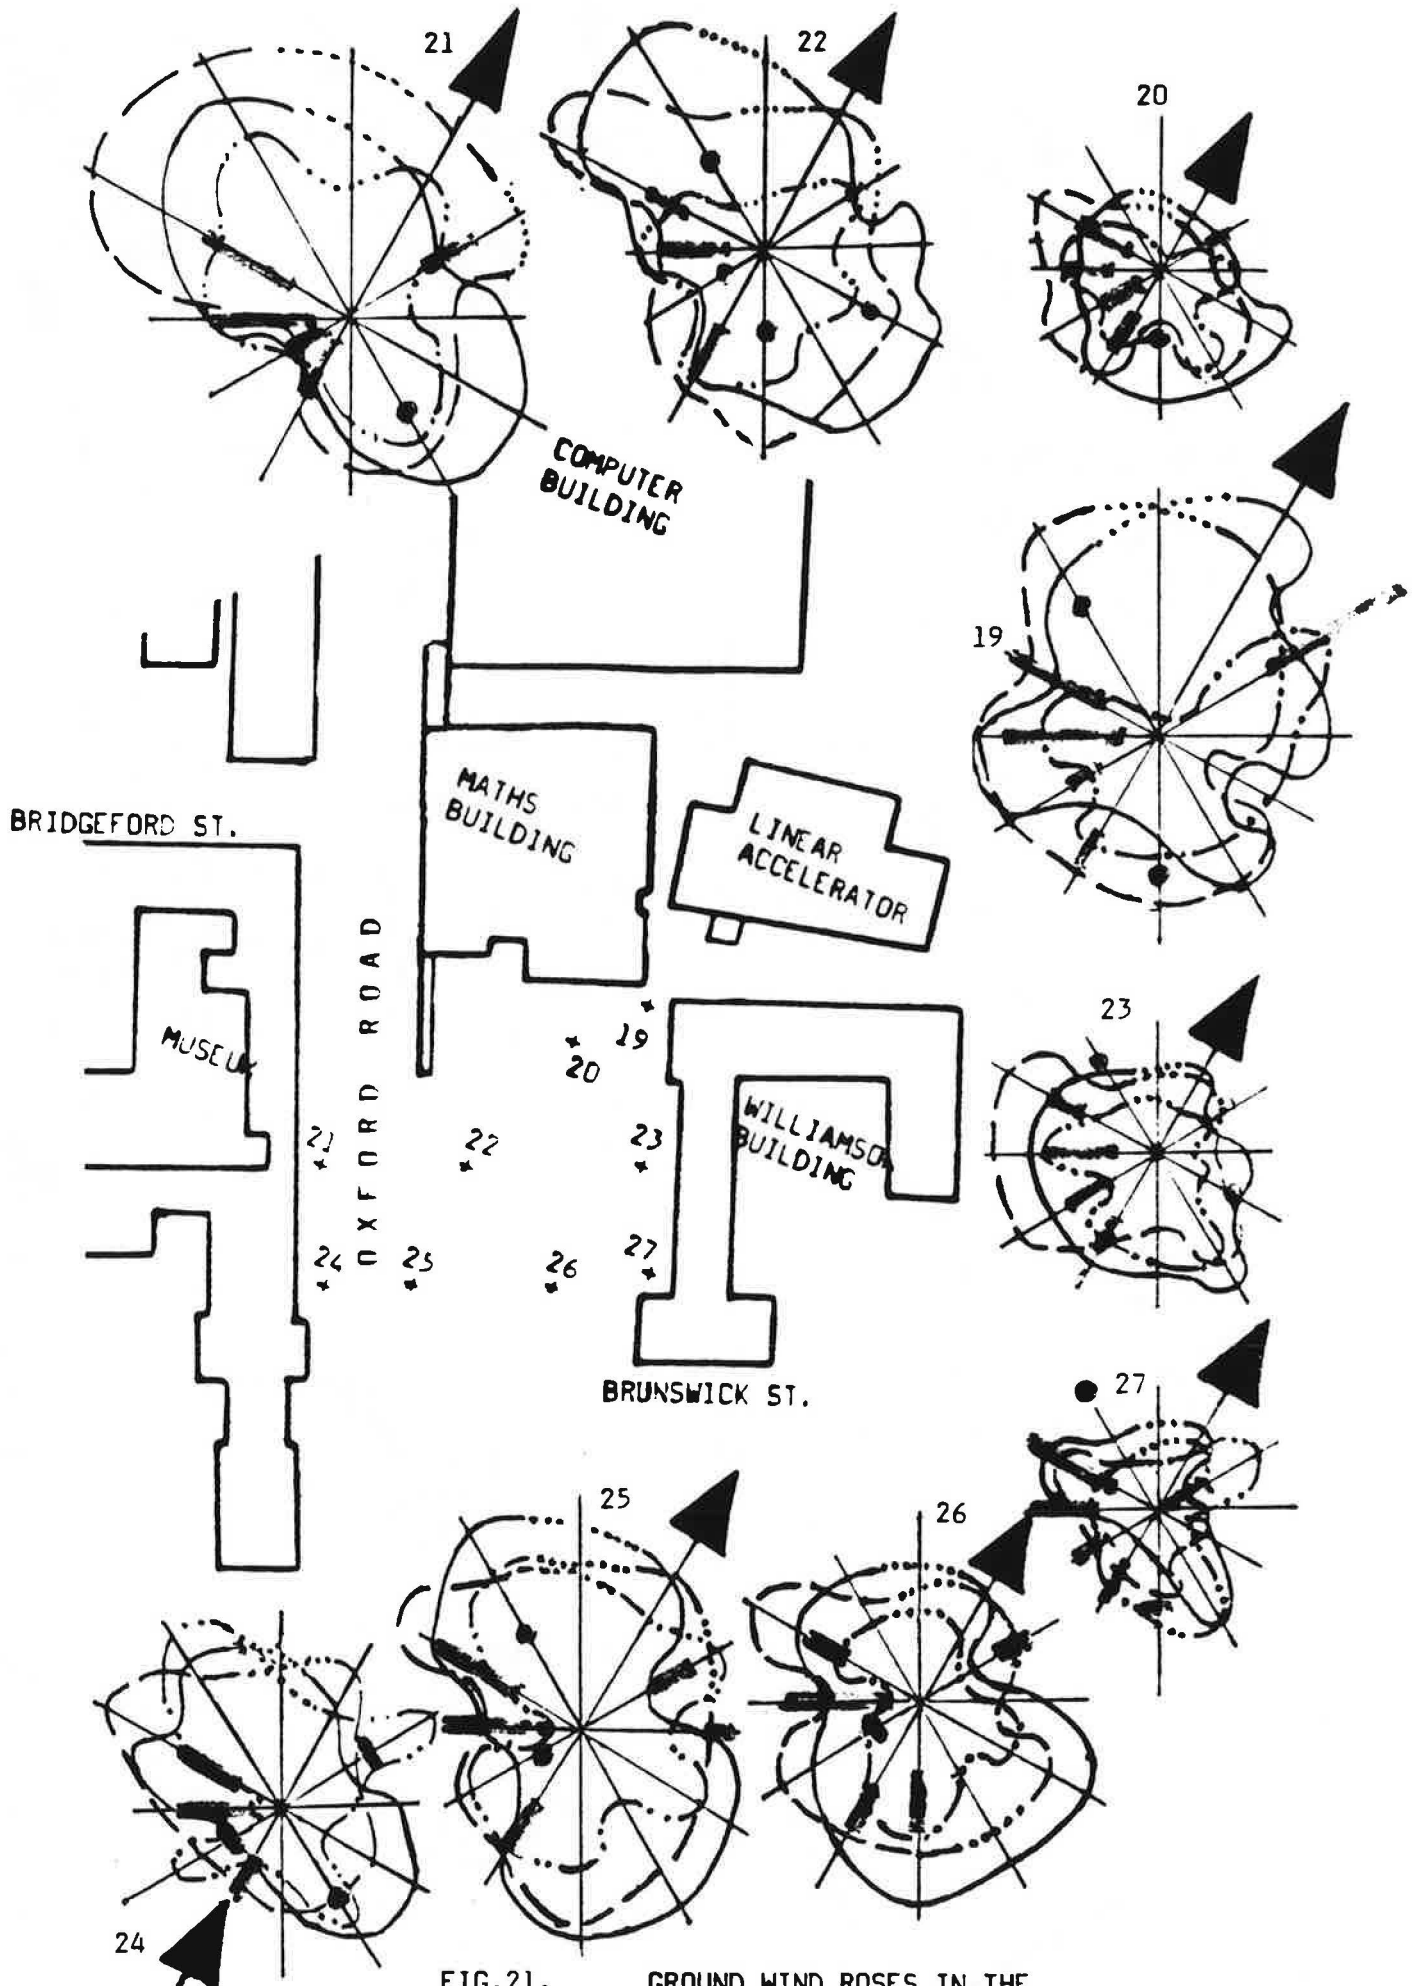 21
22
20
COMPUTER
BUILDING
19
MATHS
BUILDING
BRIDGEFORD ST.
LINEAR
ACCELERATOR
OXFORD ROAD
MUSEUM
19
20
23
21
22
23
WILLIAMSON
BUILDING
24
25
26
27
BRUNSWICK ST.
27
25
26
24
FIG.21. GROUND WIND ROSES IN THE